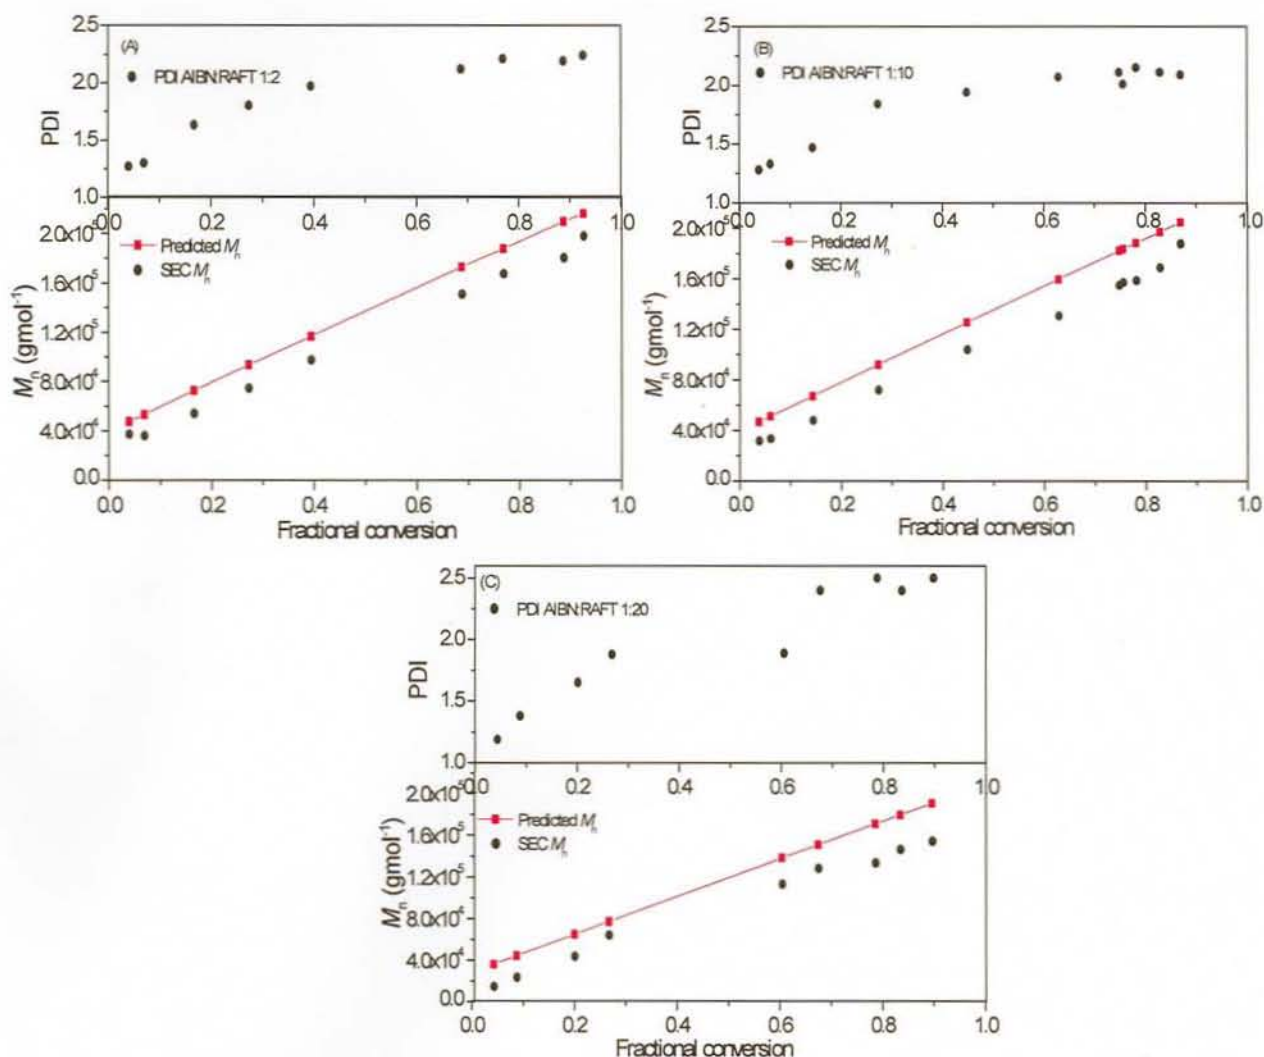 2.5
(A)
PDI AIBN:RAFT 1:2
2.0
PDI
1.5
1.0
0.0 0.2 0.4 0.6 0.8 1.0
2.0x10⁵
Predicted Mₙ
SEC Mₙ
1.6x10⁵
Mₙ (gmol⁻¹)
1.2x10⁵
8.0x10⁴
4.0x10⁴
0.0
0.0 0.2 0.4 0.6 0.8 1.0
Fractional conversion
2.5
(B)
PDI AIBN:RAFT 1:10
2.0
PDI
1.5
1.0
0.0 0.2 0.4 0.6 0.8 1.0
2.0x10⁵
Predicted Mₙ
SEC Mₙ
1.6x10⁵
Mₙ (gmol⁻¹)
1.2x10⁵
8.0x10⁴
4.0x10⁴
0.0
0.0 0.2 0.4 0.6 0.8 1.0
Fractional conversion
2.5
(C)
PDI AIBN:RAFT 1:20
2.0
PDI
1.5
1.0
0.0 0.2 0.4 0.6 0.8 1.0
2.0x10⁵
Predicted Mₙ
SEC Mₙ
1.6x10⁵
Mₙ (gmol⁻¹)
1.2x10⁵
8.0x10⁴
4.0x10⁴
0.0
0.0 0.2 0.4 0.6 0.8 1.0
Fractional conversion